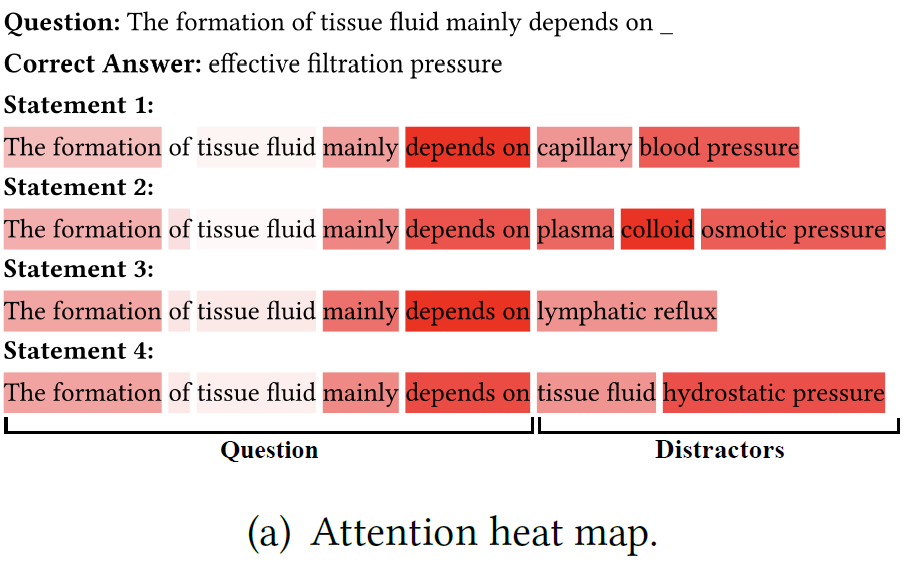 Question: The formation of tissue fluid mainly depends on _
Correct Answer: effective filtration pressure
Statement 1:
The formation of tissue fluid mainly depends on capillary blood pressure
Statement 2:
The formation of tissue fluid mainly depends on plasma colloid osmotic pressure
Statement 3:
The formation of tissue fluid mainly depends on lymphatic reflux
Statement 4:
The formation of tissue fluid mainly depends on tissue fluid hydrostatic pressure
Question Distractors
(a) Attention heat map.